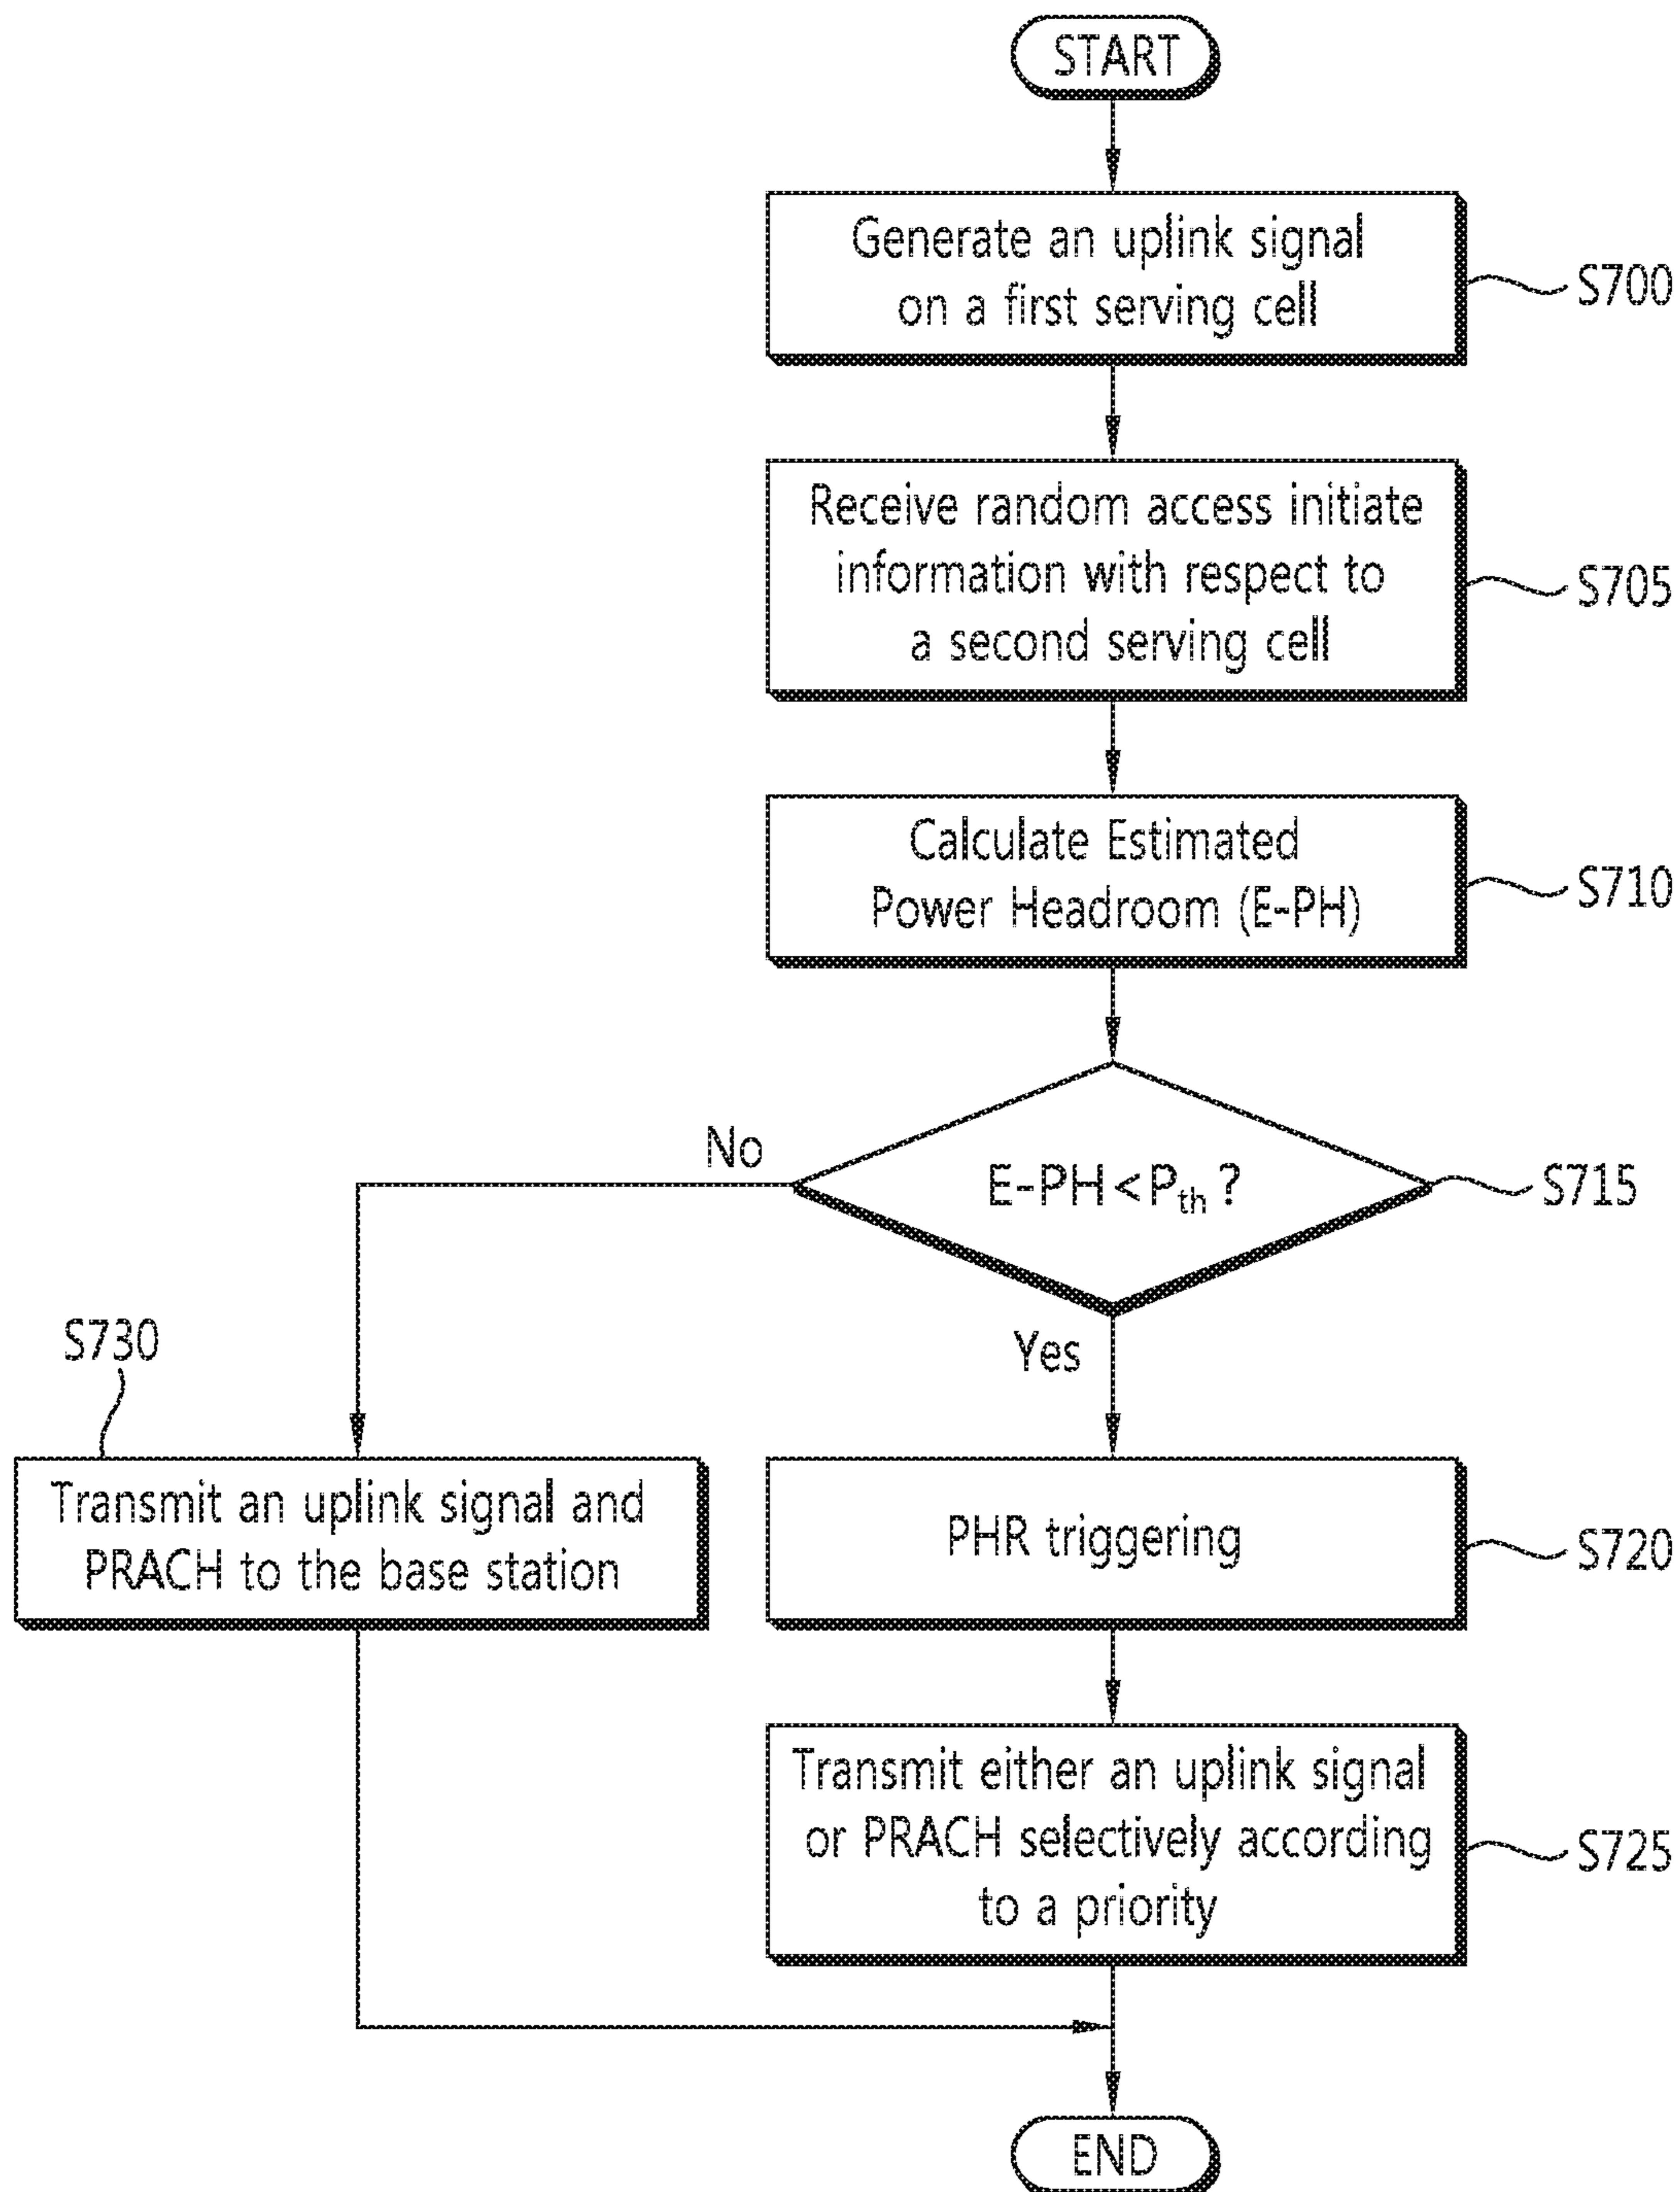 START
Generate an uplink signal
on a first serving cell
S700
Receive random access initiate
information with respect to
a second serving cell
S705
Calculate Estimated
Power Headroom (E-PH)
S710
No
E-PH<Pth ?
S715
Yes
S730
Transmit an uplink signal and
PRACH to the base station
PHR triggering
S720
Transmit either an uplink signal
or PRACH selectively according
to a priority
S725
END